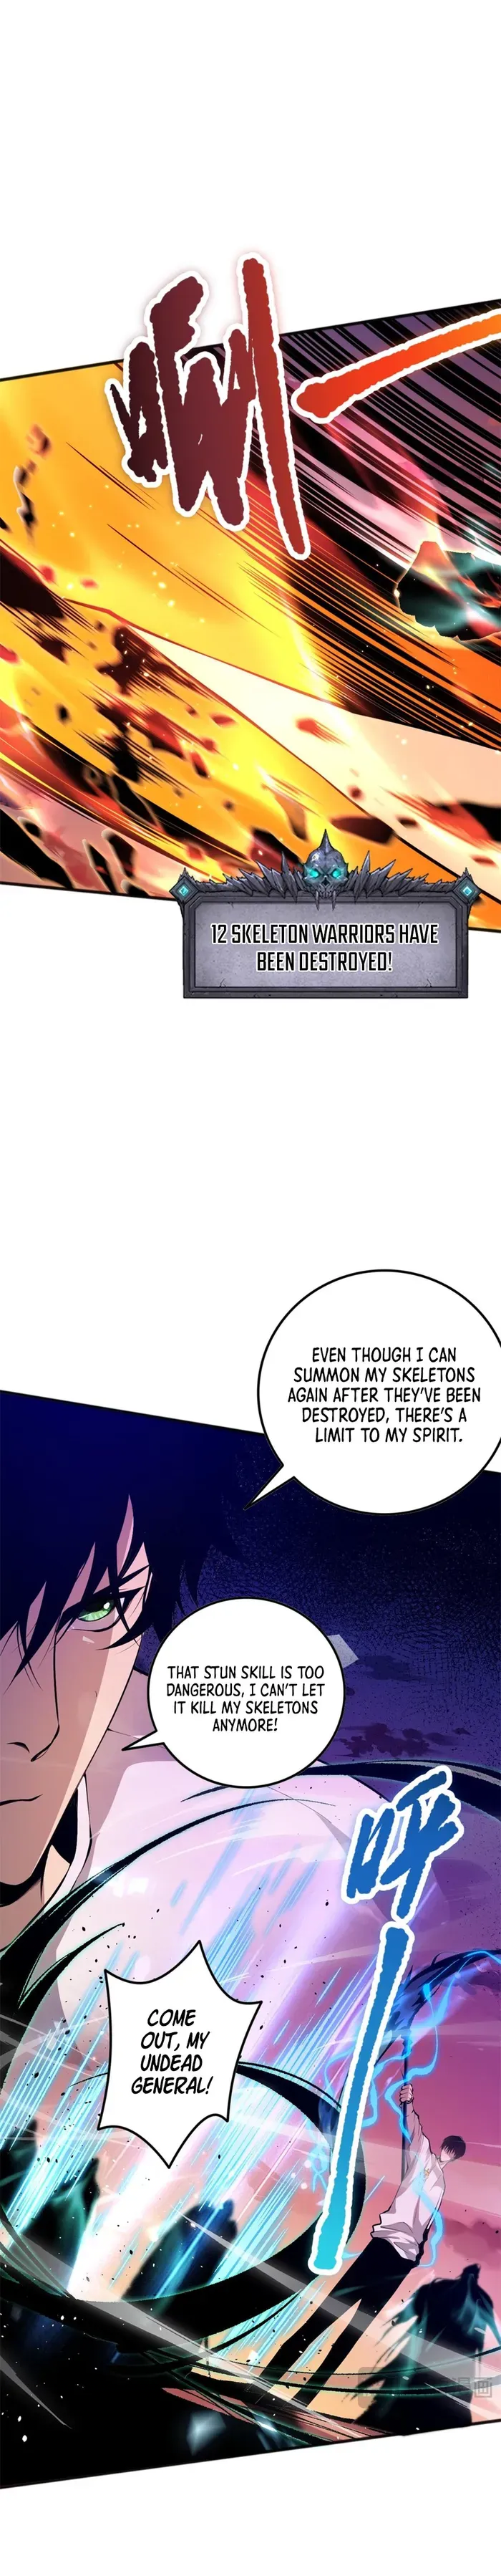 唰
12 SKELETON WARRIORS HAVE
BEEN DESTROYED!
EVEN THOUGH I CAN
SUMMON MY SKELETONS
AGAIN AFTER THEY'VE BEEN
DESTROYED, THERE'S A
LIMIT TO MY SPIRIT.
THAT STUN SKILL IS TOO
DANGEROUS, I CAN'T LET
IT KILL MY SKELETONS
ANYMORE!
呼
COME
OUT, MY
UNDEAD
GENERAL!